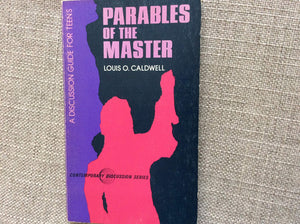 A DISCUSSION GUIDE FOR TEENS
PARABLES
OF THE
MASTER
LOUIS O. CALDWELL
CONTEMPORARY DISCUSSION SERIES